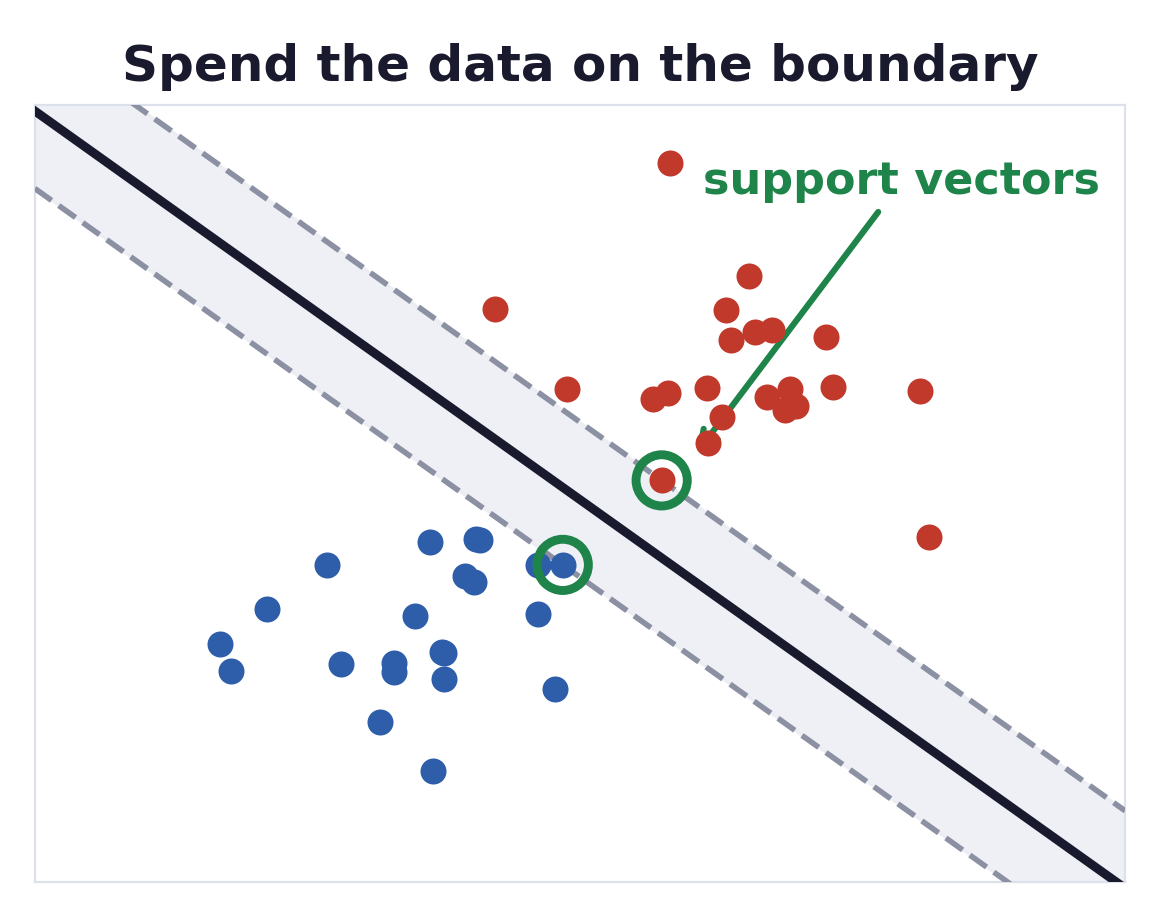 Spend the data on the boundary
support vectors